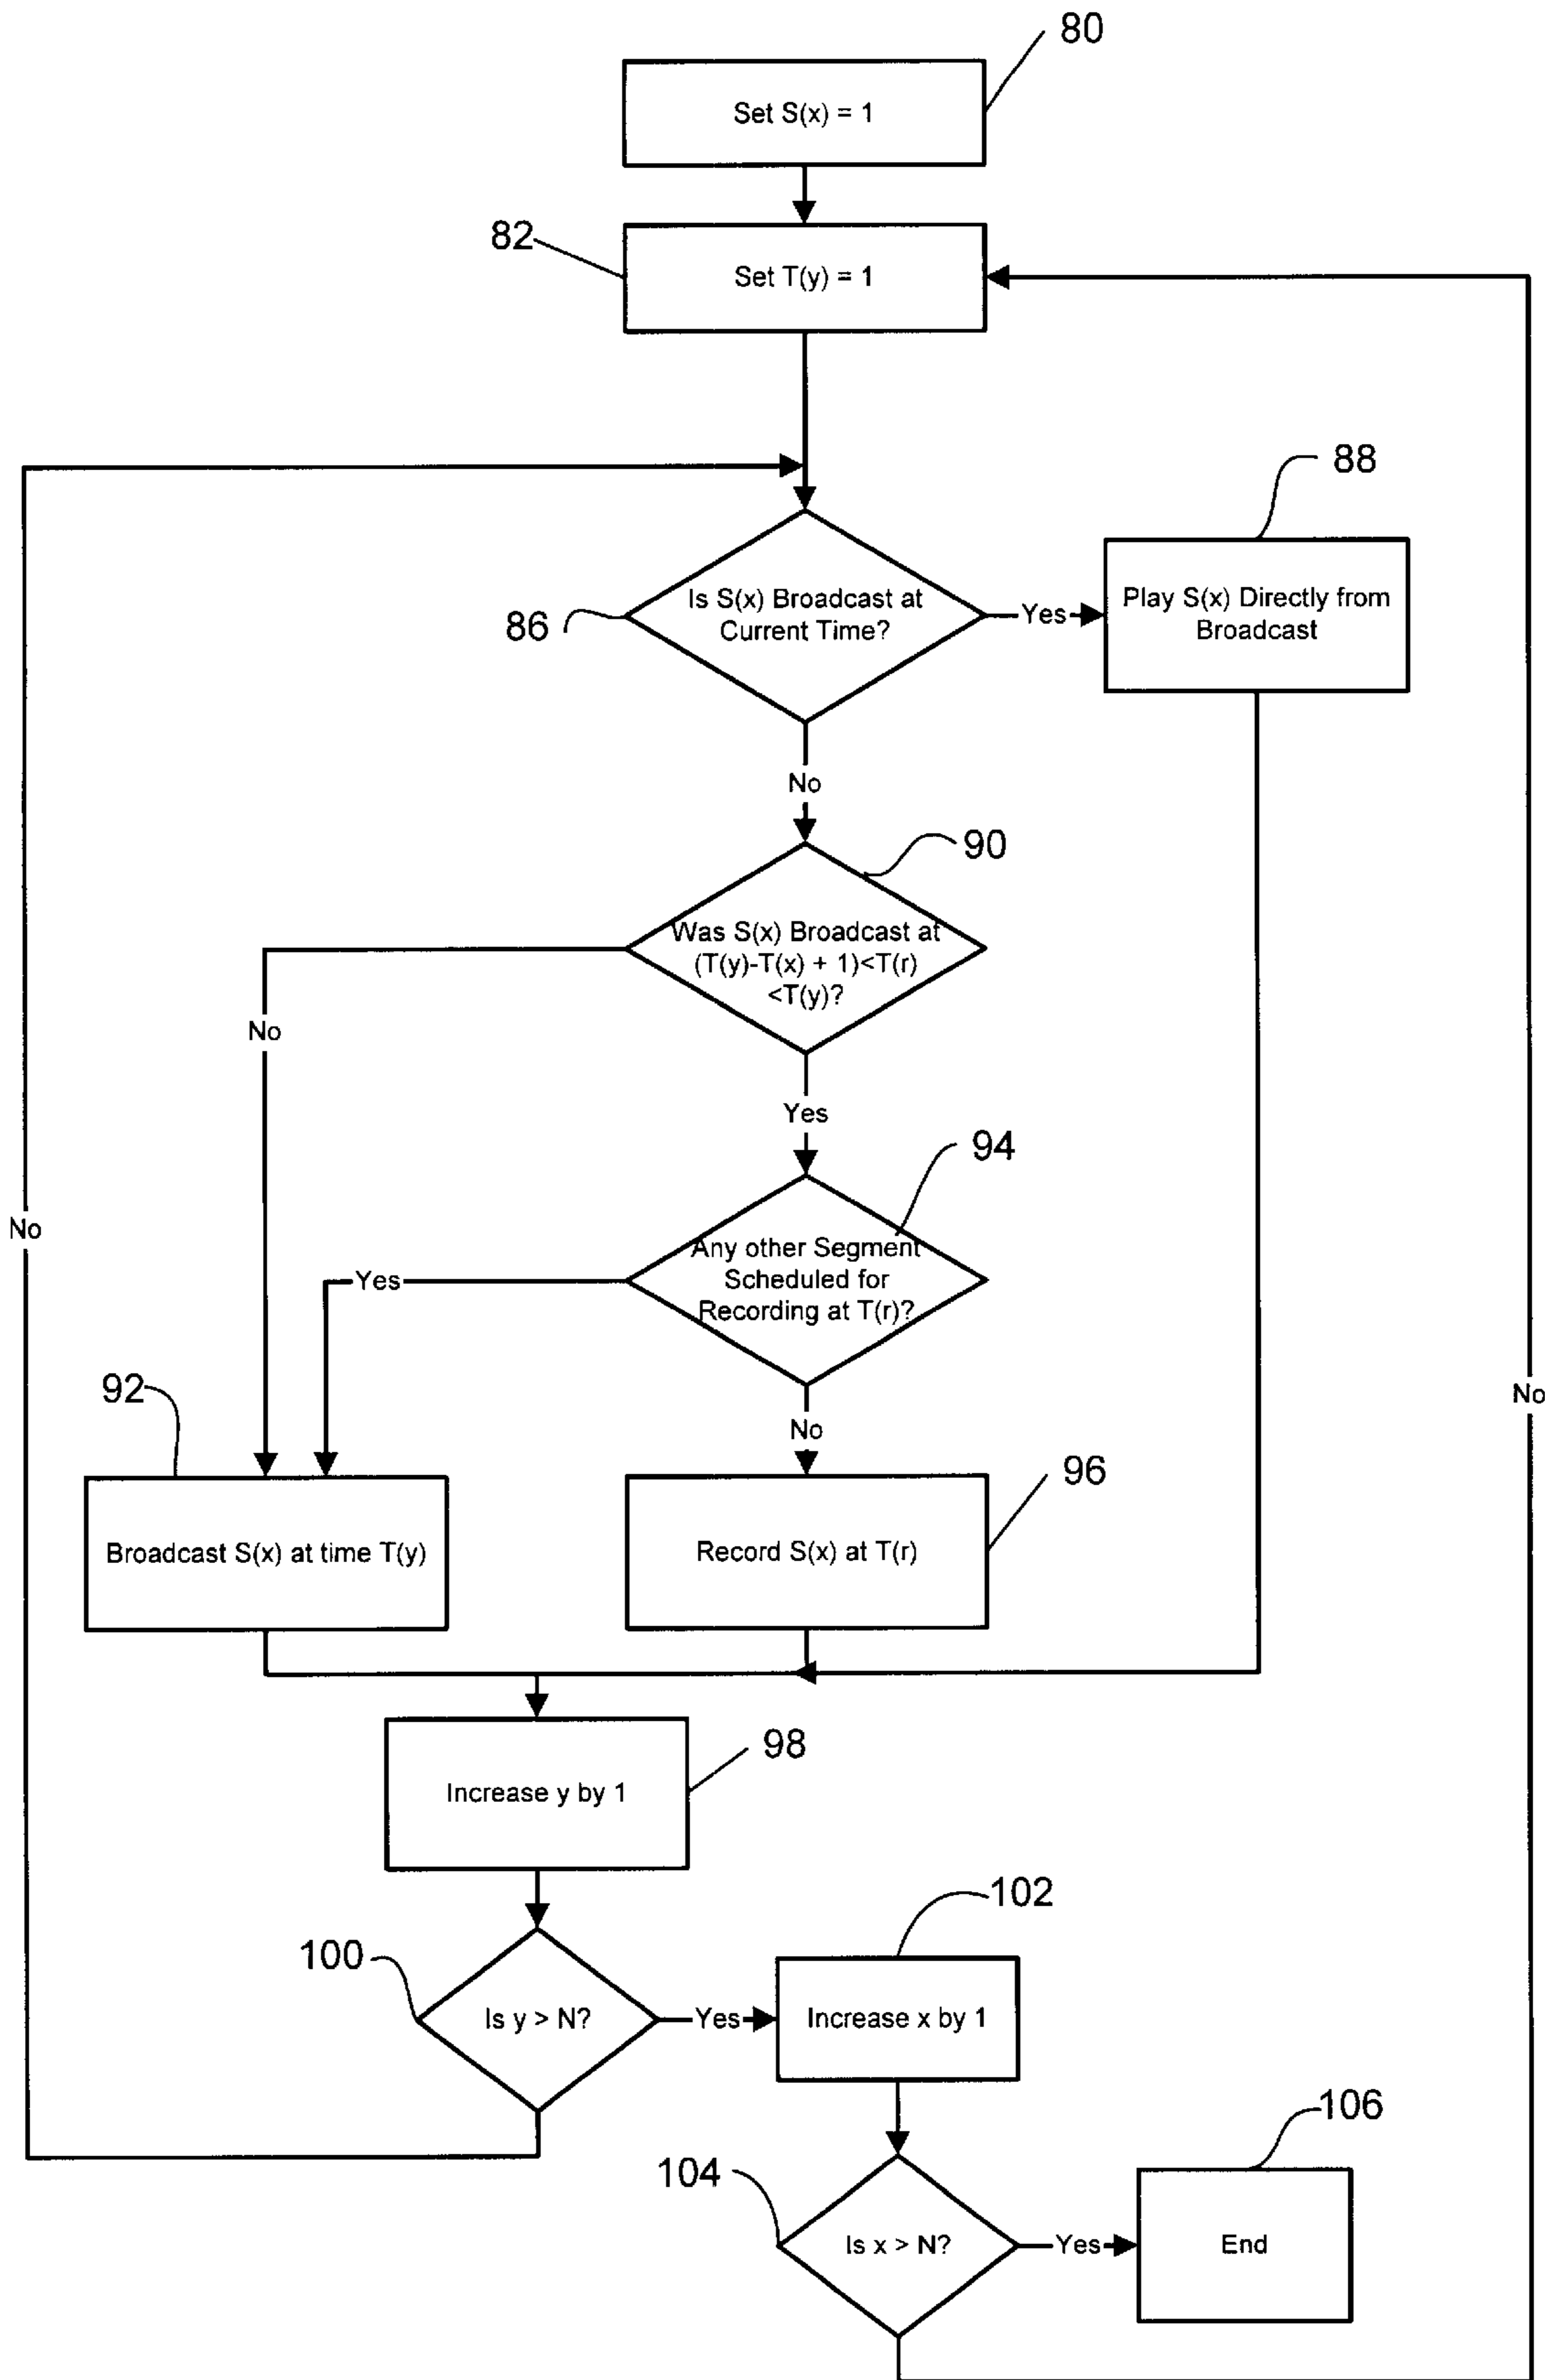 80
Set S(x) = 1
82
Set T(y) = 1
88
86
Is S(x) Broadcast at
Current Time?
Yes
Play S(x) Directly from
Broadcast
No
90
Was S(x) Broadcast at
(T(y)-T(x) + 1)<T(r)
<T(y)?
No
Yes
94
No
Any other Segment
Scheduled for
Recording at T(r)?
Yes
92
No
No
96
Broadcast S(x) at time T(y)
Record S(x) at T(r)
98
Increase y by 1
102
100
Is y > N?
Yes
Increase x by 1
106
104
Is x > N?
Yes
End